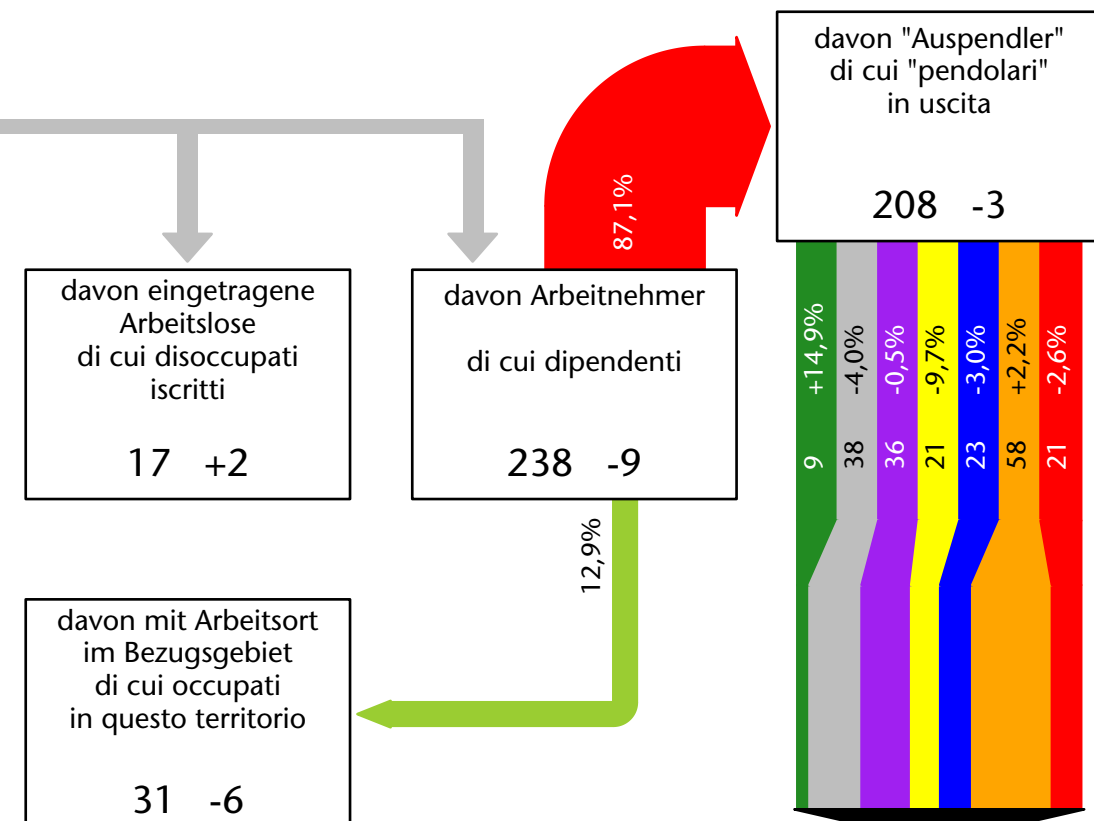 davon "Auspendler"
di cui "pendolari"
in uscita
208 -3
87,1%
davon eingetragene
Arbeitslose
di cui disoccupati
iscritti
17 +2
davon Arbeitnehmer
di cui dipendenti
238 -9
9 +14,9%
38 -4,0%
36 -0,5%
21 -9,7%
23 -3,0%
58 +2,2%
21 -2,6%
12,9%
davon mit Arbeitsort
im Bezugsgebiet
di cui occupati
in questo territorio
31 -6